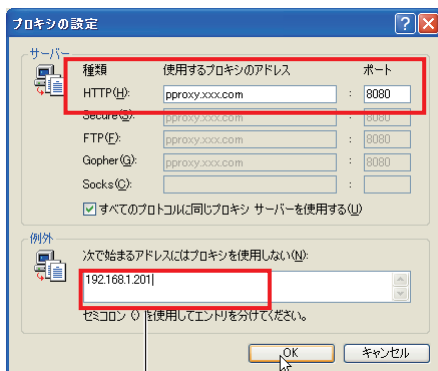 プロキシの設定
サーバー
種類 使用するプロキシのアドレス ポート
HTTP(H): pproxy.xxx.com : 8080
Secure(S): pproxy.xxx.com : 8080
FTP(F): pproxy.xxx.com : 8080
Gopher(G): pproxy.xxx.com : 8080
Socks(C): :
すべてのプロトコルに同じプロキシ サーバーを使用する(U)
例外
次で始まるアドレスにはプロキシを使用しない(N):
192.168.1.201
セミコロン (;) を使用してエントリを分けてください。
OK キャンセル